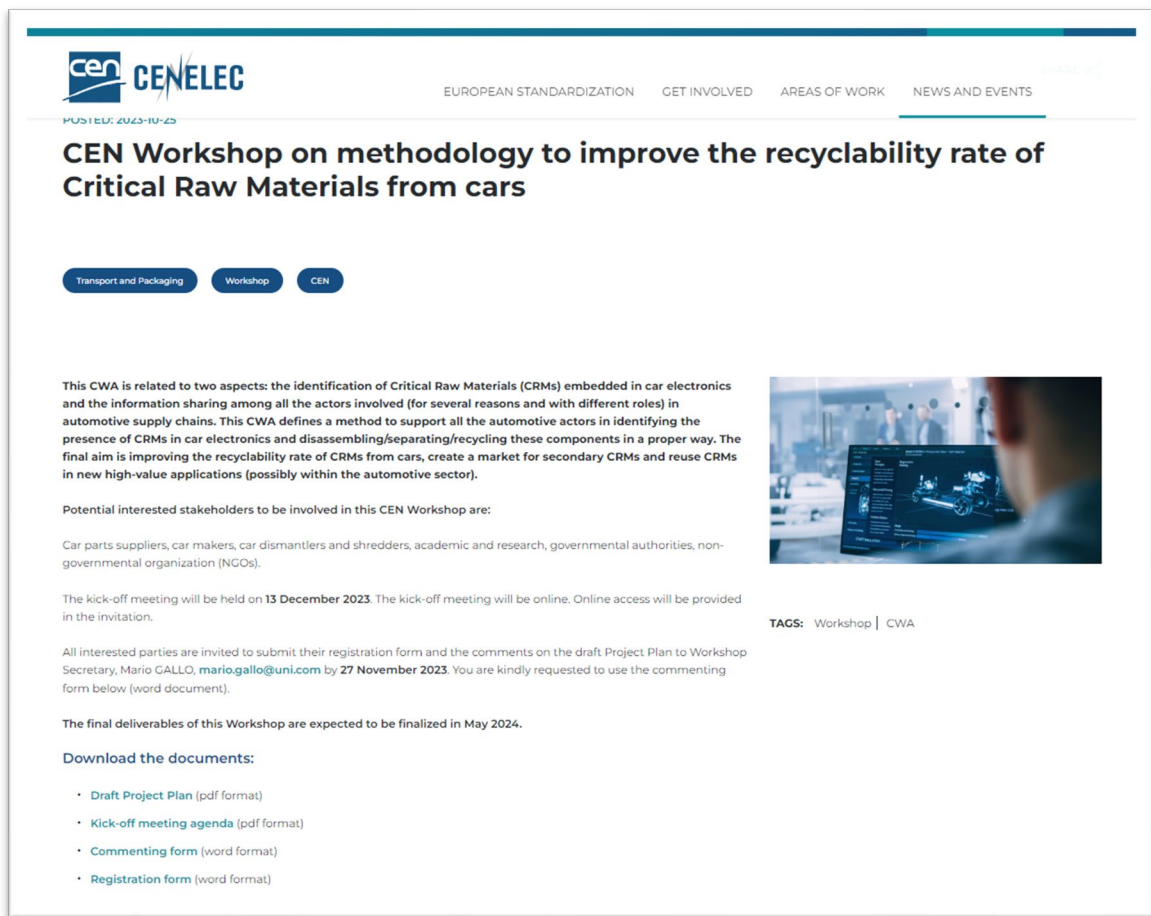 cen CENELEC
EUROPEAN STANDARDIZATION GET INVOLVED AREAS OF WORK NEWS AND EVENTS
POSTED: 2023-10-25
CEN Workshop on methodology to improve the recyclability rate of
Critical Raw Materials from cars
Transport and Packaging Workshop CEN
This CWA is related to two aspects: the identification of Critical Raw Materials (CRMs) embedded in car electronics
and the information sharing among all the actors involved (for several reasons and with different roles) in
automotive supply chains. This CWA defines a method to support all the automotive actors in identifying the
presence of CRMs in car electronics and disassembling/separating/recycling these components in a proper way. The
final aim is improving the recyclability rate of CRMs from cars, create a market for secondary CRMs and reuse CRMs
in new high-value applications (possibly within the automotive sector).
Potential interested stakeholders to be involved in this CEN Workshop are:
Car parts suppliers, car makers, car dismantlers and shredders, academic and research, governmental authorities, non-
governmental organization (NGOs).
The kick-off meeting will be held on 13 December 2023. The kick-off meeting will be online. Online access will be provided
in the invitation.
All interested parties are invited to submit their registration form and the comments on the draft Project Plan to Workshop
Secretary, Mario GALLO, mario.gallo@uni.com by 27 November 2023. You are kindly requested to use the commenting
form below (word document).
The final deliverables of this Workshop are expected to be finalized in May 2024.
Download the documents:
• Draft Project Plan (pdf format)
• Kick-off meeting agenda (pdf format)
• Commenting form (word format)
• Registration form (word format)
TAGS: Workshop | CWA